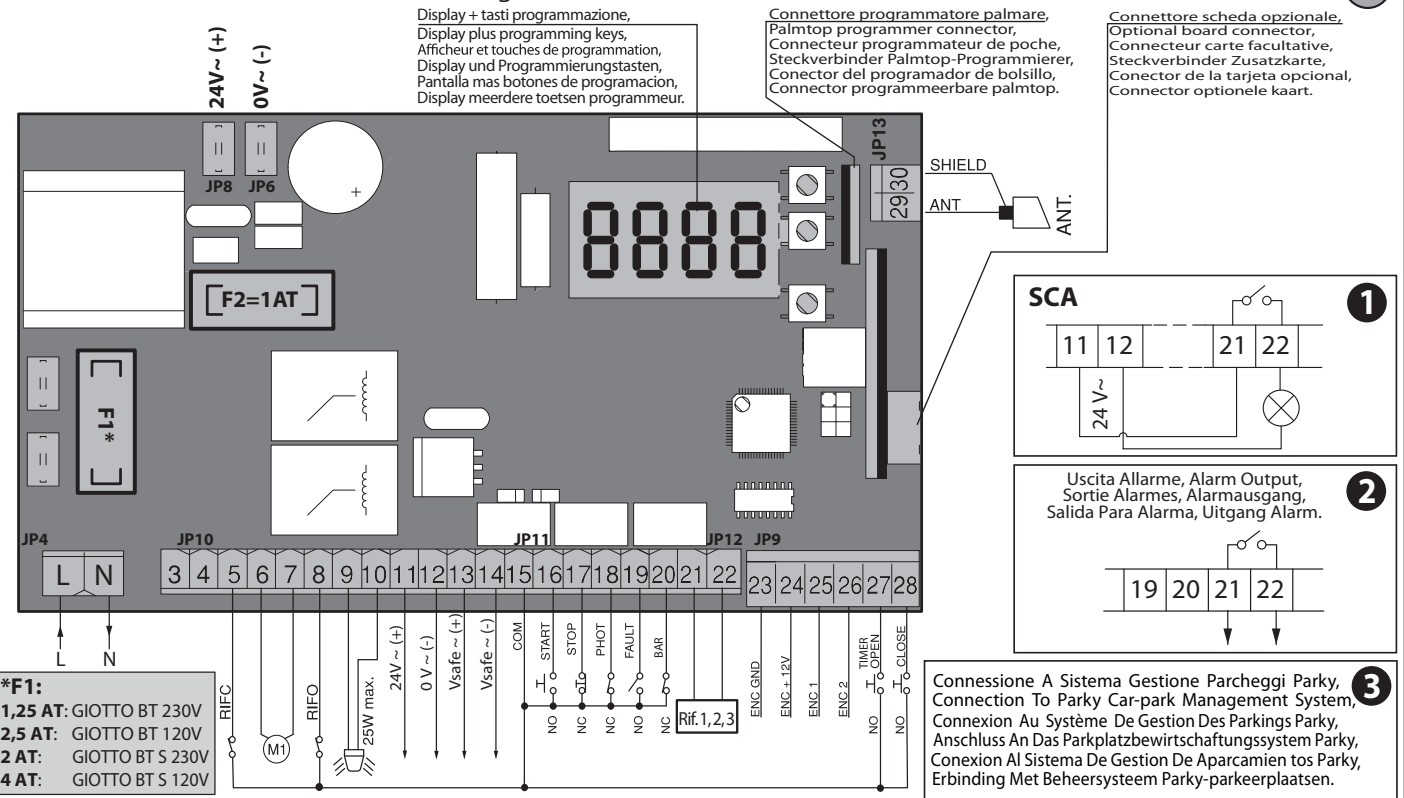 Display + tasti programmazione,
Display plus programming keys,
Afficheur et touches de programmation,
Display und Programmierungstasten,
Pantalla mas botones de programacion,
Display meerdere toetsen programmeur.
Connettore programmatore palmare,
Palmtop programmer connector,
Connecteur programmateur de poche,
Steckverbinder Palmtop-Programmierer,
Conector del programador de bolsillo,
Connector programmeerbare palmtop.
Connettore scheda opzionale,
Optional board connector,
Connecteur carte facultative,
Steckverbinder Zusatzkarte,
Conector de la tarjeta opcional,
Connector optionele kaart.
24V~ (+)
0V~ (-)
JP8
JP6
+
8888
JP13
29 30
SHIELD
ANT
ANT.
F2=1AT
F1*
SCA
1
11 12 21 22
24 V~
Uscita Allarme, Alarm Output,
Sortie Alarmes, Alarmausgang,
Salida Para Alarma, Uitgang Alarm.
2
19 20 21 22
JP4
JP10
JP11
JP12
JP9
L N
3 4 5 6 7 8 9 10 11 12 13 14 15 16 17 18 19 20 21 22
23 24 25 26 27 28
L
N
RIFC
M1
RIFO
25W max.
24V ~ (+)
0 V ~ (-)
Vsafe ~ (+)
Vsafe ~ (-)
COM
START
STOP
PHOT
FAULT
BAR
NO
NC
NC
NO
NC
Rif. 1, 2, 3
ENC GND
ENC + 12V
ENC 1
ENC 2
TIMER
OPEN
CLOSE
NO
NO
*F1:
1,25 AT: GIOTTO BT 230V
2,5 AT: GIOTTO BT 120V
2 AT: GIOTTO BT S 230V
4 AT: GIOTTO BT S 120V
Connessione A Sistema Gestione Parcheggi Parky,
3
Connection To Parky Car-park Management System,
Connexion Au Système De Gestion Des Parkings Parky,
Anschluss An Das Parkplatzbewirtschaftungssystem Parky,
Conexion Al Sistema De Gestion De Aparcamien tos Parky,
Erbinding Met Beheersysteem Parky-parkeerplaatsen.